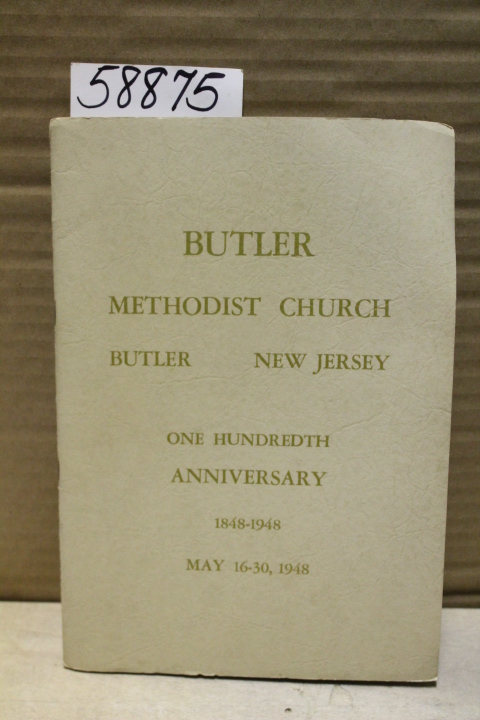 58875
BUTLER
METHODIST CHURCH
BUTLER NEW JERSEY
ONE HUNDREDTH
ANNIVERSARY
1848-1948
MAY 16-30, 1948